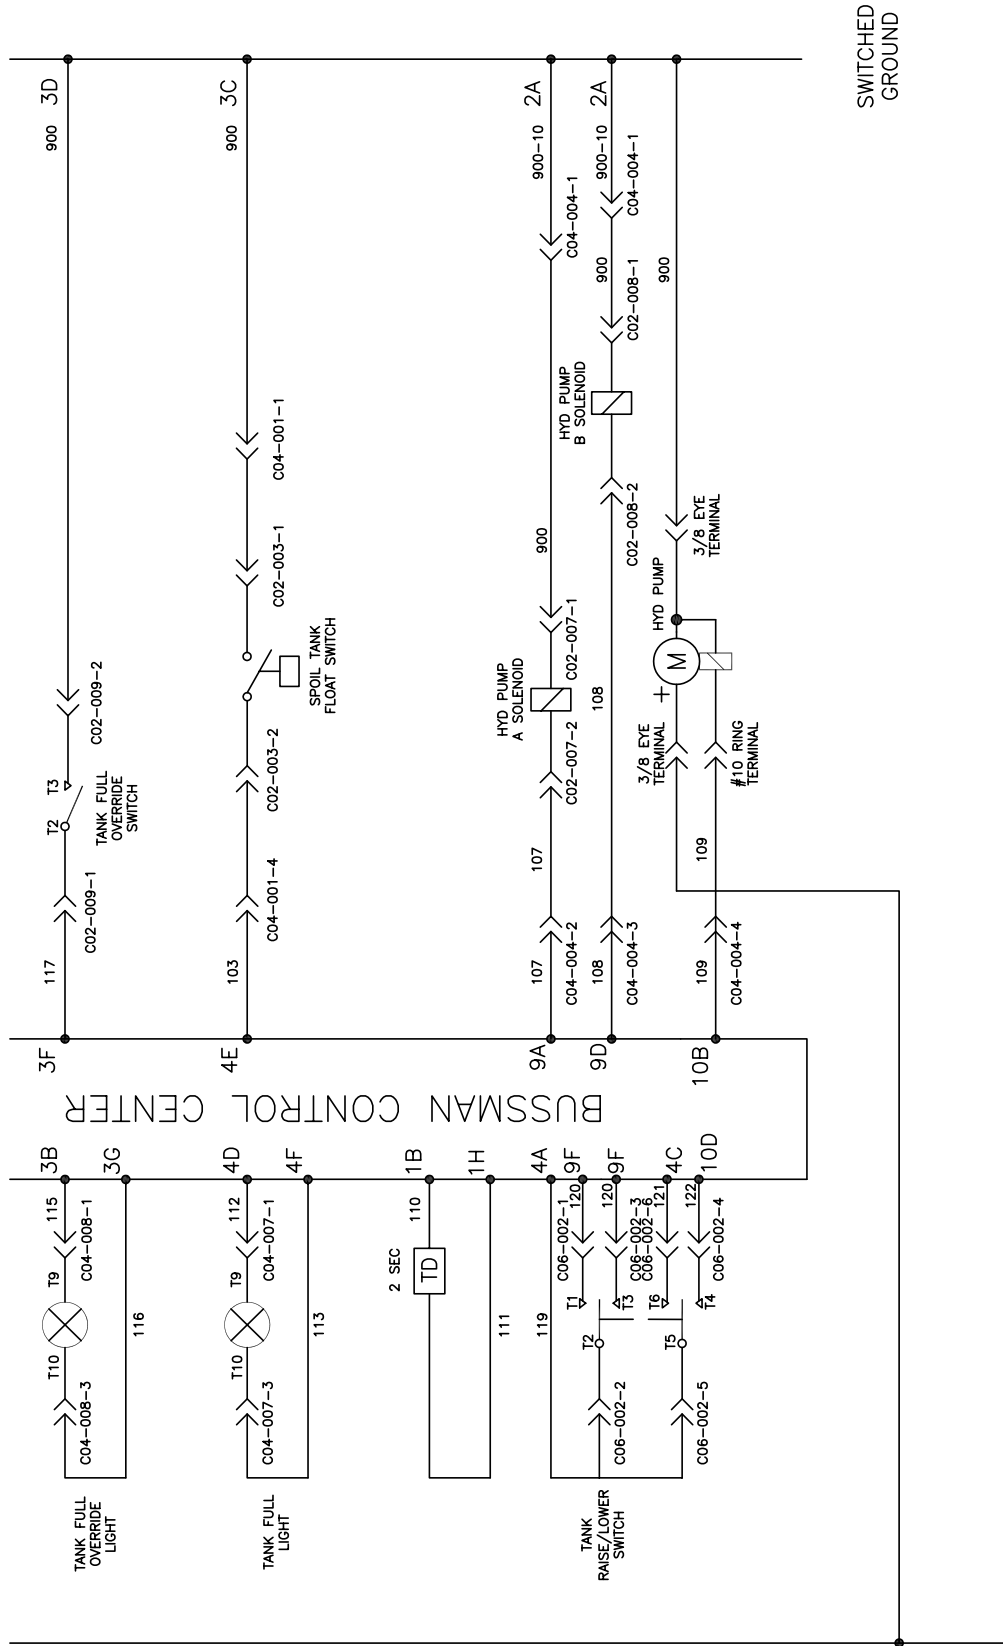 SWITCHED
GROUND
3D
900
C02-009-2
T3
T2
TANK FULL
OVERRIDE
SWITCH
C02-009-1
117
3F
3C
900
C04-001-1
C02-003-1
SPOIL TANK
FLOAT SWITCH
C02-003-2
C04-001-4
103
4E
2A
900-10
C04-004-1
900
C02-007-1
HYD PUMP
A SOLENOID
C02-007-2
107
107
C04-004-2
9A
2A
900-10
C04-004-1
900
C02-008-1
HYD PUMP
B SOLENOID
C02-008-2
108
108
C04-004-3
9D
900
3/8 EYE
TERMINAL
HYD PUMP
M
+
3/8 EYE
TERMINAL
#10 RING
TERMINAL
109
109
C04-004-4
10B
BUSSMAN CONTROL CENTER
3B
3G
4D
4F
1B
1H
4A
9F
9F
4C
10D
115
C04-008-1
T9
T10
C04-008-3
116
TANK FULL
OVERRIDE
LIGHT
112
C04-007-1
T9
T10
C04-007-3
113
TANK FULL
LIGHT
110
2 SEC
TD
111
119
120
C06-002-1
T1
120
C06-002-3
T3
121
C06-002-6
T6
122
C06-002-4
T4
T2
T5
C06-002-2
C06-002-5
TANK
RAISE/LOWER
SWITCH